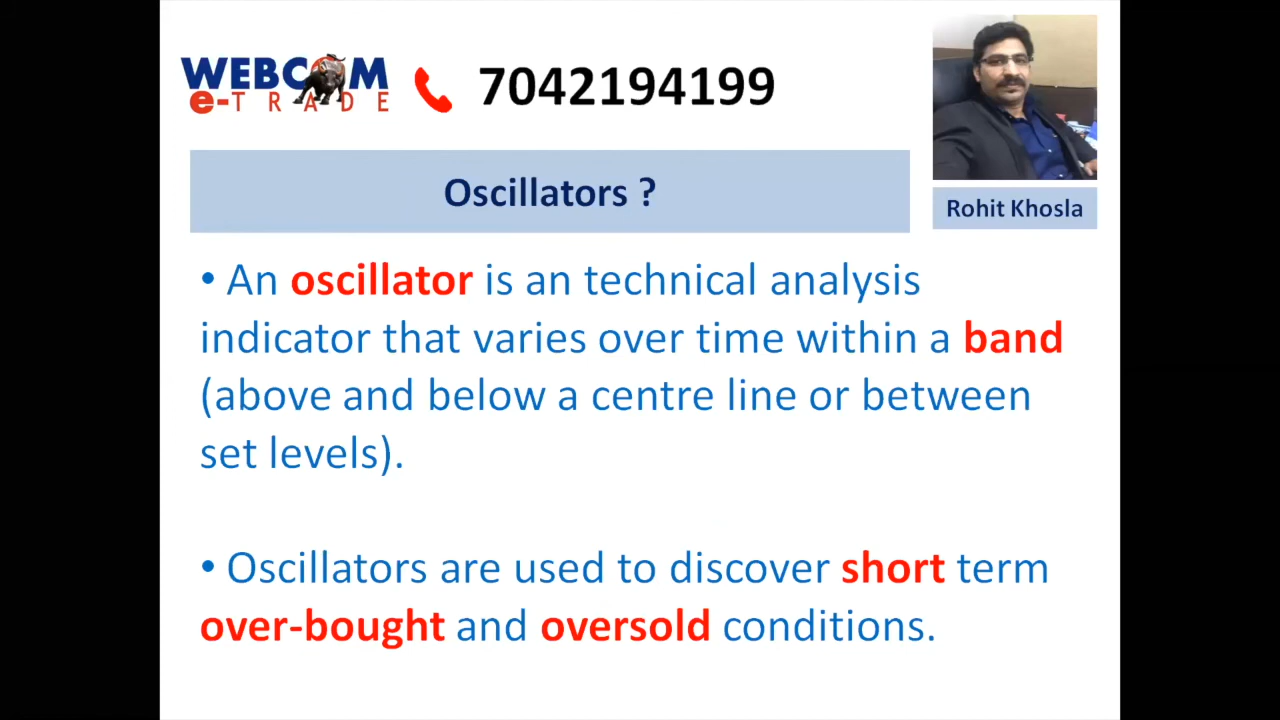 WEBCOM
e-TRADE
7042194199
Oscillators ?
Rohit Khosla
• An oscillator is an technical analysis
indicator that varies over time within a band
(above and below a centre line or between
set levels).
• Oscillators are used to discover short term
over-bought and oversold conditions.